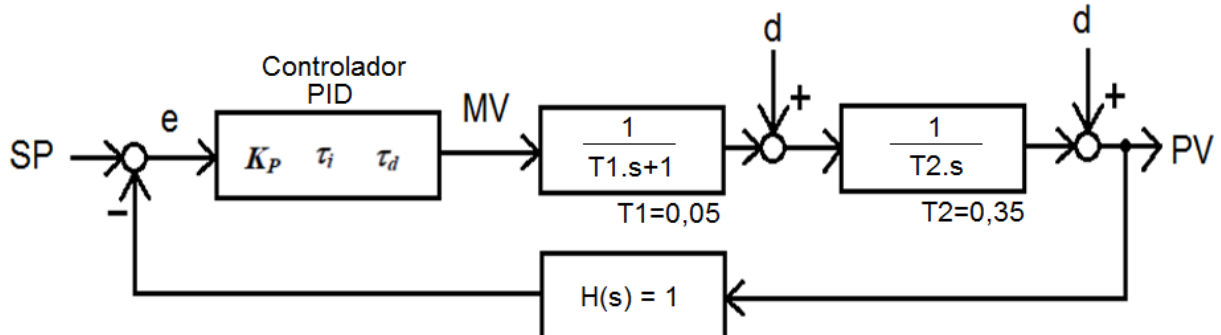 Controlador
PID
SP
e
K_P τ_i τ_d
MV
1
T1.s+1
T1=0,05
d
+
1
T2.s
T2=0,35
d
+
PV
−
H(s) = 1